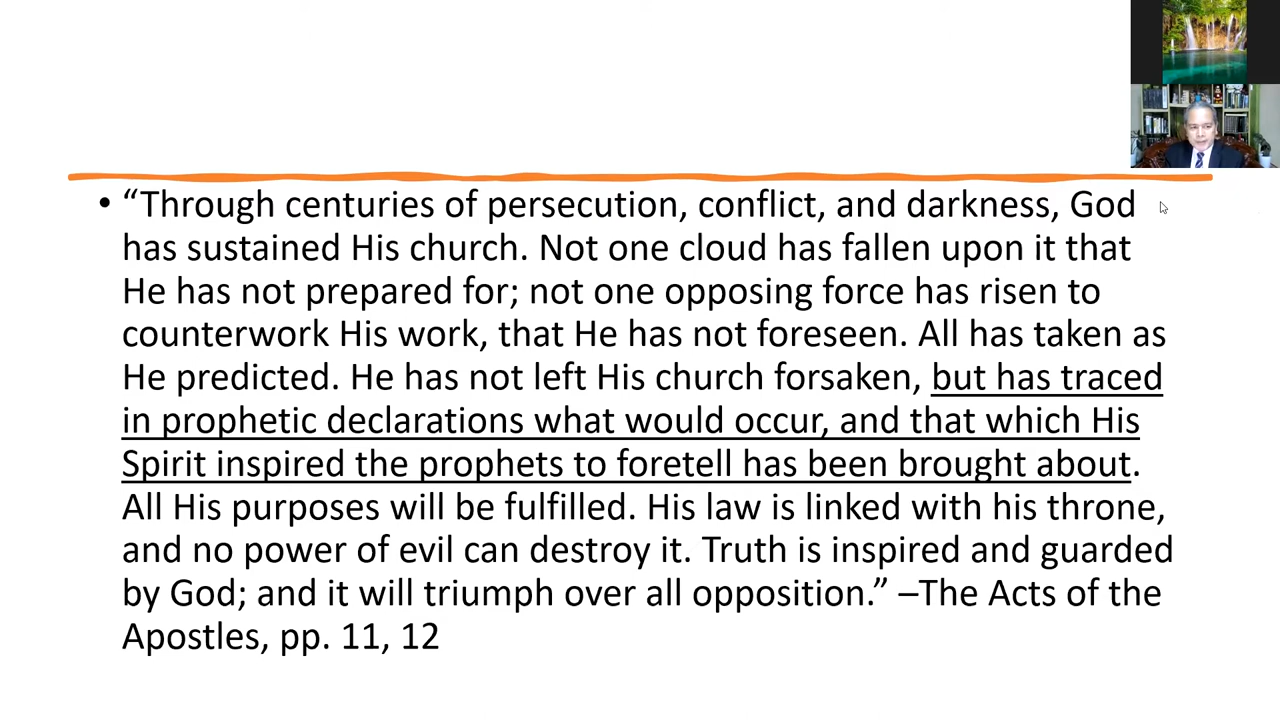 • “Through centuries of persecution, conflict, and darkness, God
has sustained His church. Not one cloud has fallen upon it that
He has not prepared for; not one opposing force has risen to
counterwork His work, that He has not foreseen. All has taken as
He predicted. He has not left His church forsaken, but has traced
in prophetic declarations what would occur, and that which His
Spirit inspired the prophets to foretell has been brought about.
All His purposes will be fulfilled. His law is linked with his throne,
and no power of evil can destroy it. Truth is inspired and guarded
by God; and it will triumph over all opposition.” –The Acts of the
Apostles, pp. 11, 12